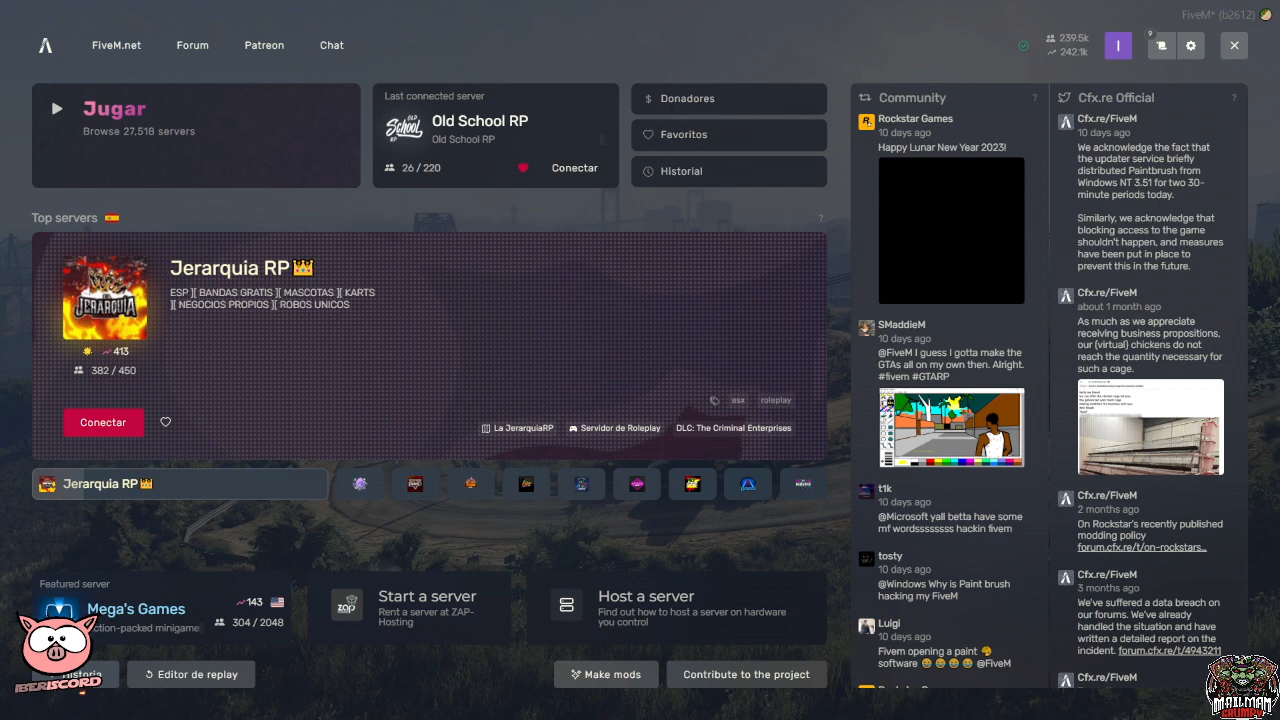 FiveM* (b2612)
FiveM.net
Forum
Patreon
Chat
239.5k
242.1k
I
9
Jugar
Browse 27,518 servers
Last connected server
OLD School RP
Old School RP
Old School RP
26 / 220
Conectar
$ Donadores
Favoritos
Historial
Top servers
?
JERARQUIA
Jerarquia RP
ESP ][ BANDAS GRATIS ][ MASCOTAS ][ KARTS
][ NEGOCIOS PROPIOS ][ ROBOS UNICOS
413
382 / 450
Conectar
esx
roleplay
La JerarquiaRP
Servidor de Roleplay
DLC: The Criminal Enterprises
Jerarquia RP
Featured server
Mega's Games
ction-packed minigame
143
304 / 2048
ZAP
Start a server
Rent a server at ZAP-
Hosting
Host a server
Find out how to host a server on hardware
you control
Historia
Editor de replay
Make mods
Contribute to the project
IBERISCORD
Community
?
Rockstar Games
10 days ago
Happy Lunar New Year 2023!
SMaddieM
10 days ago
@FiveM I guess I gotta make the
GTAs all on my own then. Alright.
#fivem #GTARP
t1k
10 days ago
@Microsoft yall betta have some
mf wordssssssss hackin fivem
tosty
10 days ago
@Windows Why is Paint brush
hacking my FiveM
Luigi
10 days ago
Fivem opening a paint
software @FiveM
Cfx.re Official
?
Cfx.re/FiveM
10 days ago
We acknowledge the fact that
the updater service briefly
distributed Paintbrush from
Windows NT 3.51 for two 30-
minute periods today.
Similarly, we acknowledge that
blocking access to the game
shouldn't happen, and measures
have been put in place to
prevent this in the future.
Cfx.re/FiveM
about 1 month ago
As much as we appreciate
receiving business propositions,
our (virtual) chickens do not
reach the quantity necessary for
such a cage.
Cfx.re/FiveM
2 months ago
On Rockstar's recently published
modding policy
forum.cfx.re/t/on-rockstars…
Cfx.re/FiveM
3 months ago
We've suffered a data breach on
our forums. We've already
handled the situation and have
written a detailed report on the
incident. forum.cfx.re/t/4943211
Cfx.re/FiveM
MAILMAN
GRUMPY